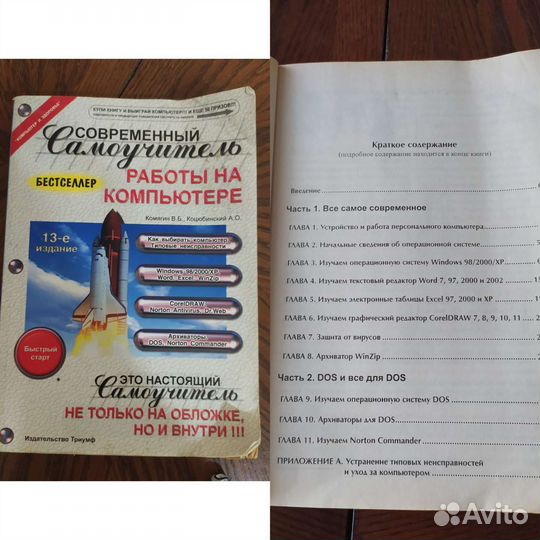 КОМПЬЮТЕР И ЗДОРОВЬЕ
КУПИ КНИГУ И ВЫИГРАЙ КОМПЬЮТЕР!!! И ЕЩЕ 50 ПРИЗОВ!!!
СОВРЕМЕННЫЙ
Самоучитель
БЕСТСЕЛЛЕР
РАБОТЫ НА
КОМПЬЮТЕРЕ
Комягин В.Б., Коцюбинский А.О.
13-е
издание
Как выбирать компьютер
Типовые неисправности
Windows 98/2000/XP
Word Excel WinZip
CorelDRAW
Norton Antivirus, Dr.Web
Архиваторы
DOS, Norton Commander
Быстрый
старт
ЭТО НАСТОЯЩИЙ
Самоучитель
НЕ ТОЛЬКО НА ОБЛОЖКЕ,
НО И ВНУТРИ !!!
Издательство Триумф
Краткое содержание
(подробное содержание находится в конце книги)
Введение
Часть 1. Все самое современное
ГЛАВА 1. Устройство и работа персонального компьютера
ГЛАВА 2. Начальные сведения об операционной системе
ГЛАВА 3. Изучаем операционную систему Windows 98/2000/XP
ГЛАВА 4. Изучаем текстовый редактор Word 7, 97, 2000 и 2002
ГЛАВА 5. Изучаем электронные таблицы Excel 97, 2000 и XP
ГЛАВА 6. Изучаем графический редактор CorelDRAW 7, 8, 9, 10, 11
ГЛАВА 7. Защита от вирусов
ГЛАВА 8. Архиватор WinZip
Часть 2. DOS и все для DOS
ГЛАВА 9. Изучаем операционную систему DOS
ГЛАВА 10. Архиваторы для DOS
ГЛАВА 11. Изучаем Norton Commander
ПРИЛОЖЕНИЕ А. Устранение типовых неисправностей
и уход за компьютером
Avito